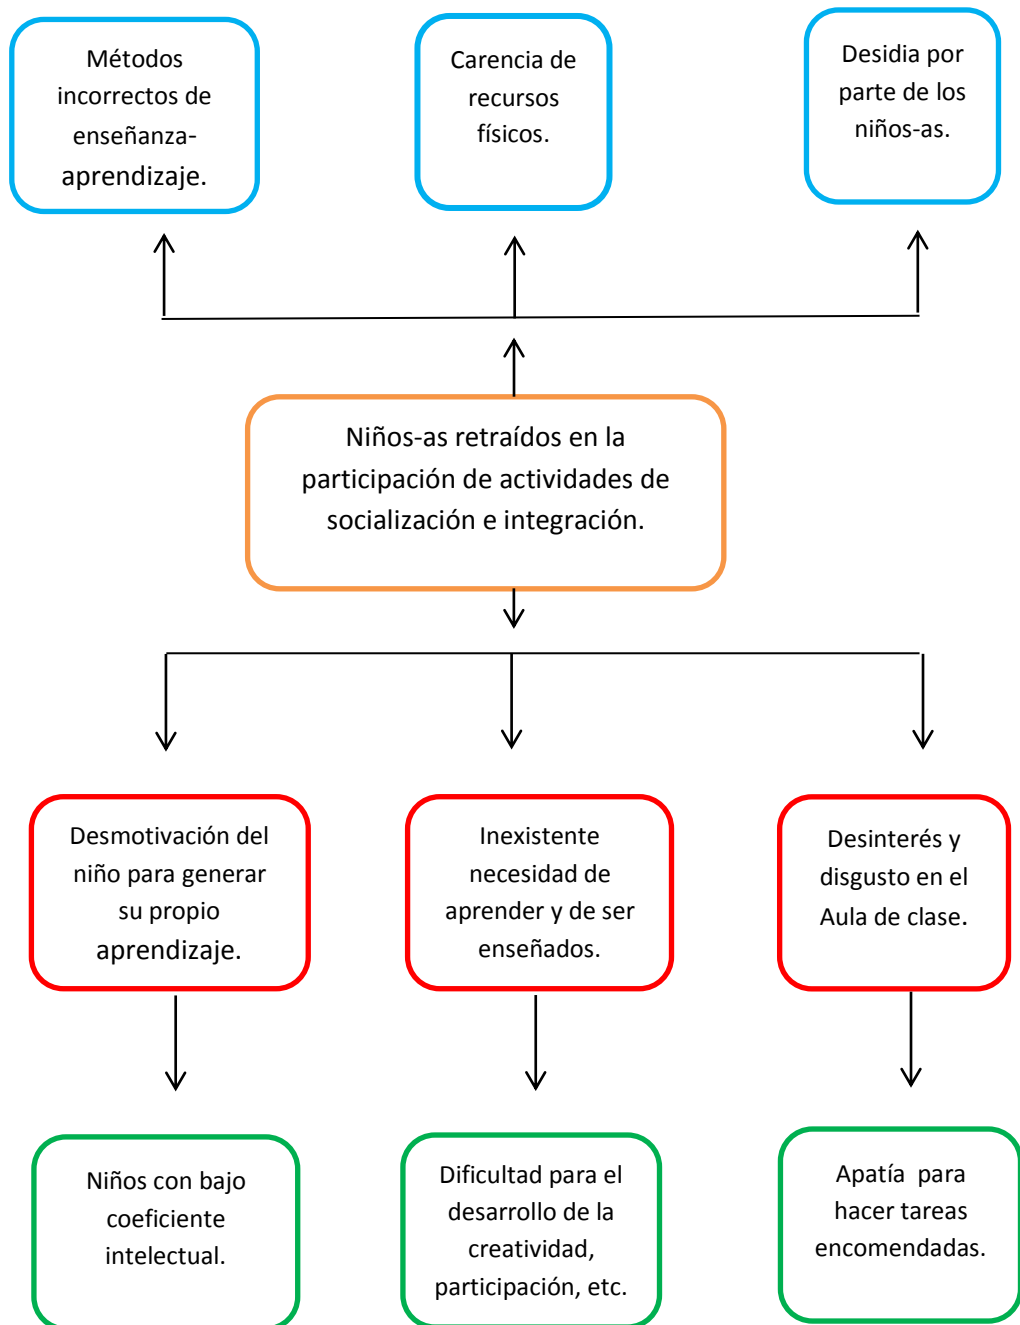 Métodos
incorrectos de
enseñanza-
aprendizaje.
Carencia de
recursos
físicos.
Desidia por
parte de los
niños-as.
Niños-as retraídos en la
participación de actividades de
socialización e integración.
Desmotivación del
niño para generar
su propio
aprendizaje.
Inexistente
necesidad de
aprender y de ser
enseñados.
Desinterés y
disgusto en el
Aula de clase.
Niños con bajo
coeficiente
intelectual.
Dificultad para el
desarrollo de la
creatividad,
participación, etc.
Apatía para
hacer tareas
encomendadas.